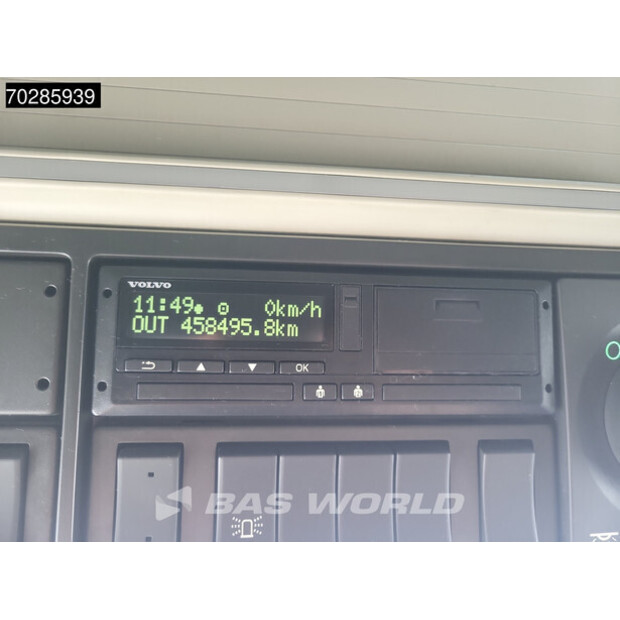 70285939
VOLVO
11:49 0km/h
OUT 458495.8km
OK
BAS WORLD